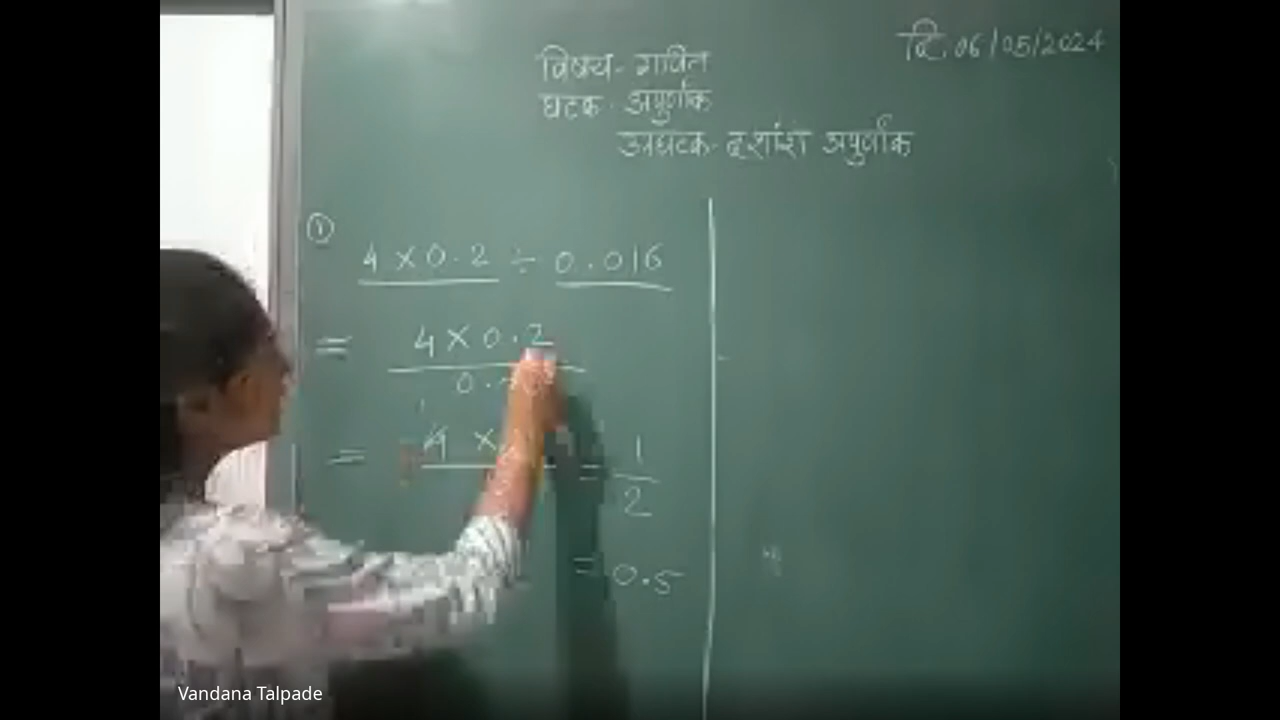 दि. 06/05/2024
विषय - गणित
घटक - अपुर्णांक
उपघटक - दशांश अपुर्णांक
①
4 × 0.2 ÷ 0.016
= 4 × 0.2
0.
= 4 × = 1
2
= 0.5
Vandana Talpade